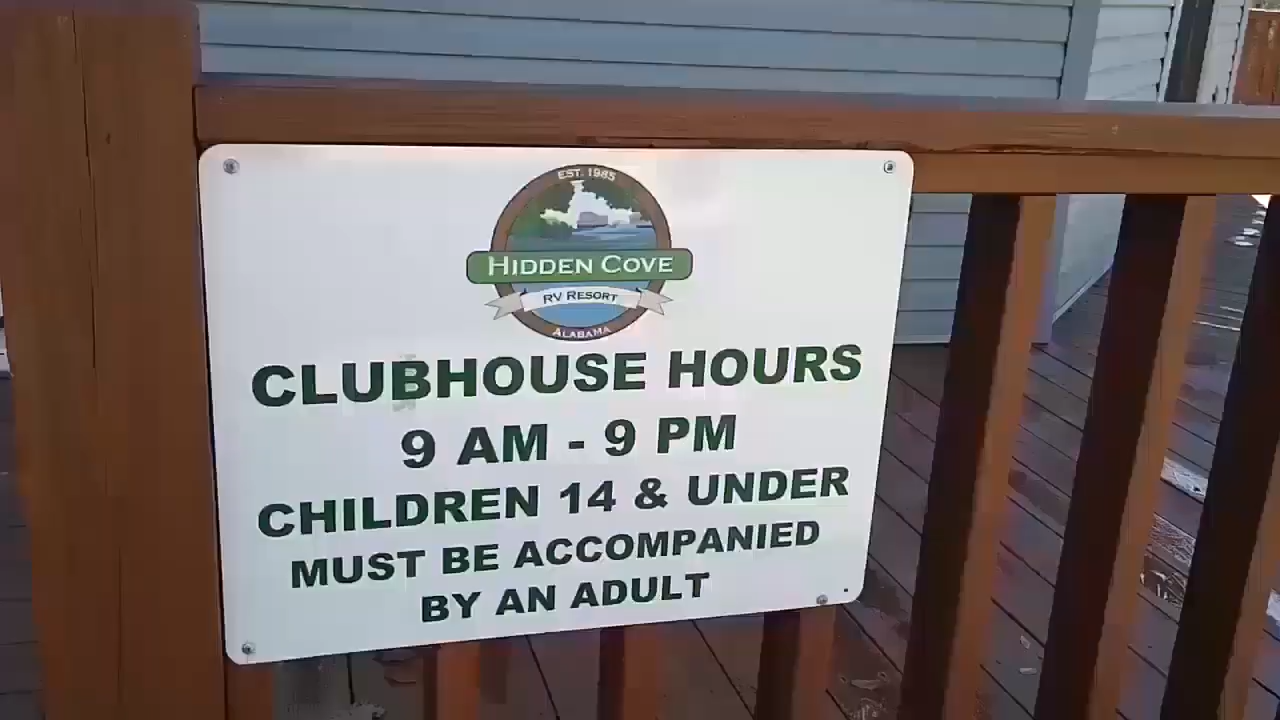 EST. 1985
HIDDEN COVE
RV RESORT
ALABAMA
CLUBHOUSE HOURS
9 AM - 9 PM
CHILDREN 14 & UNDER
MUST BE ACCOMPANIED
BY AN ADULT